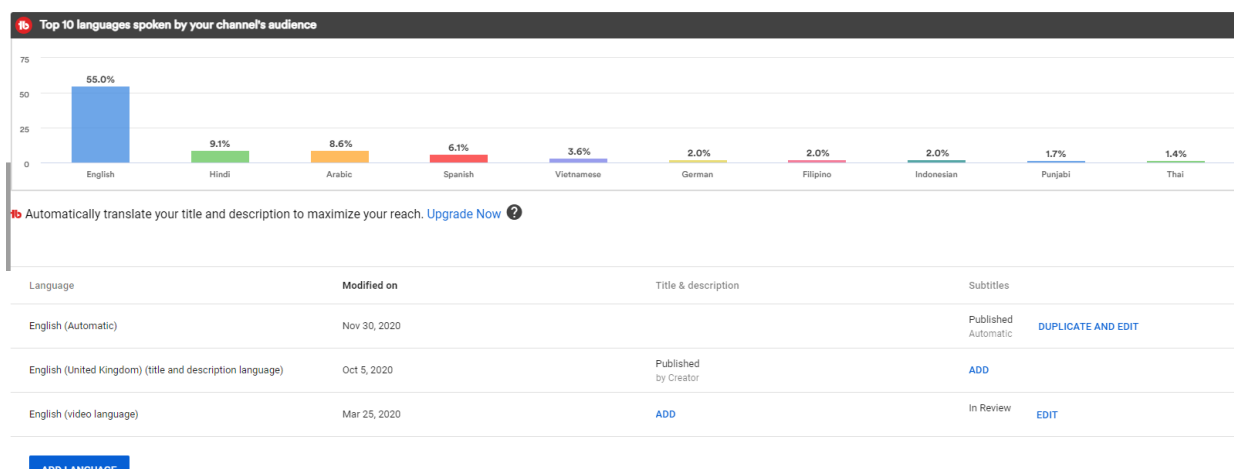 Top 10 languages spoken by your channel's audience
75
50
25
0
55.0% 9.1% 8.6% 6.1% 3.6% 2.0% 2.0% 2.0% 1.7% 1.4%
English Hindi Arabic Spanish Vietnamese German Filipino Indonesian Punjabi Thai
Automatically translate your title and description to maximize your reach. Upgrade Now ?
Language Modified on Title & description Subtitles
English (Automatic) Nov 30, 2020 Published DUPLICATE AND EDIT
Automatic
English (United Kingdom) (title and description language) Oct 5, 2020 Published ADD
by Creator
English (video language) Mar 25, 2020 ADD In Review EDIT
ADD LANGUAGE